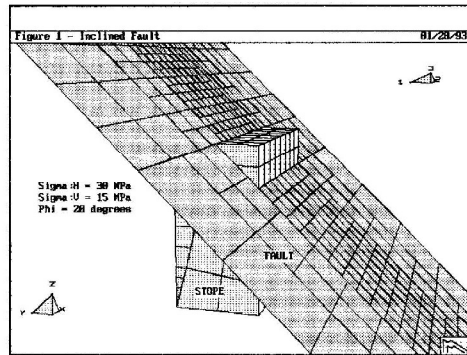 Figure 1 - Inclined Fault 01/28/93
Sigma:H = 30 MPa
Sigma:V = 15 MPa
Phi = 20 degrees
FAULT
STOPE
Z
Y X